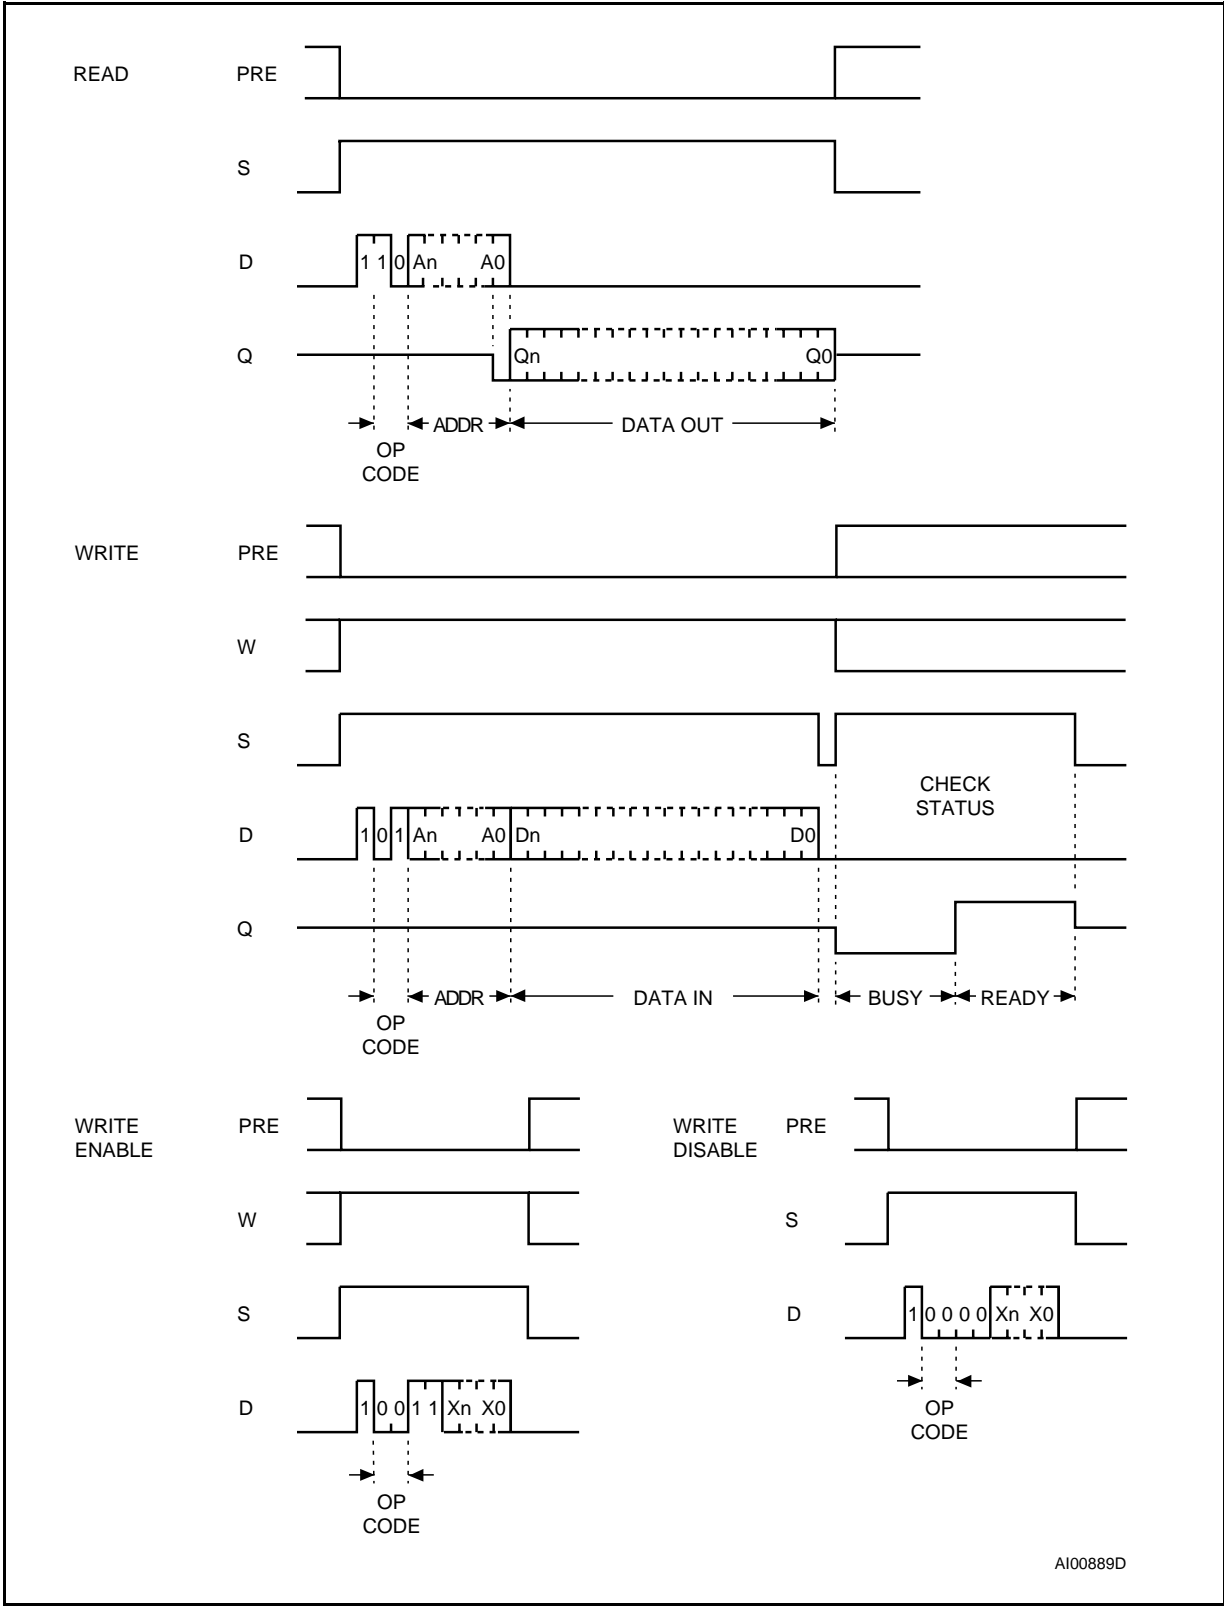 READ PRE
S
D 1 1 0 An A0
Q Qn Q0
ADDR DATA OUT
OP
CODE
WRITE PRE
W
S
CHECK
STATUS
D 1 0 1 An A0 Dn D0
Q
ADDR DATA IN BUSY READY
OP
CODE
WRITE
ENABLE
PRE
W
S
D 1 0 0 1 1 Xn X0
OP
CODE
WRITE
DISABLE
PRE
S
D 1 0 0 0 0 Xn X0
OP
CODE
AI00889D